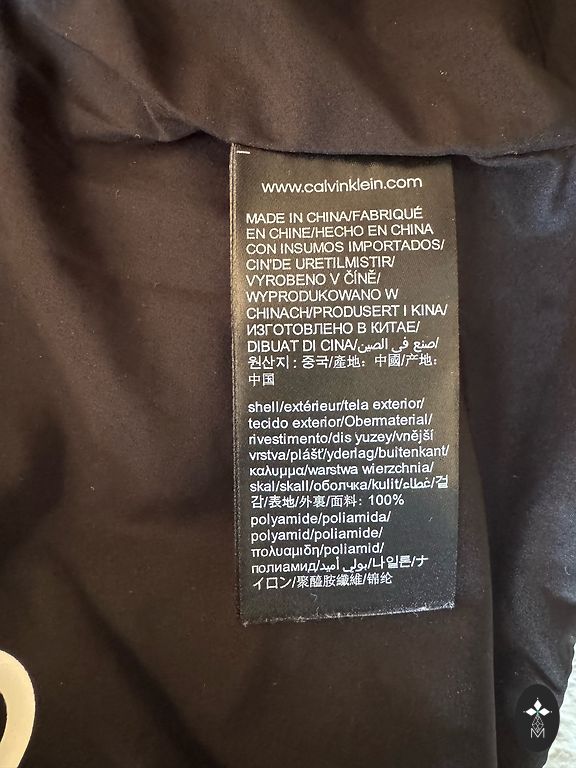 www.calvinklein.com
MADE IN CHINA/FABRIQUÉ
EN CHINE/HECHO EN CHINA
CON INSUMOS IMPORTADOS/
CIN'DE URETILMISTIR/
VYROBENO V ČÍNĚ/
WYPRODUKOWANO W
CHINACH/PRODUSERT I KINA/
ИЗГОТОВЛЕНО В КИТАЕ/
DIBUAT DI CINA/صنع في الصين/
원산지 : 중국/產地：中國/产地：
中国
shell/extérieur/tela exterior/
tecido exterior/Obermaterial/
rivestimento/dis yuzey/vnější
vrstva/plášť/yderlag/buitenkant/
καλυμμα/warstwa wierzchnia/
skal/skall/оболчка/kulit/غطاء/겉
감/表地/外裏/面料: 100%
polyamide/poliamida/
polyamid/poliamide/
πολυαμιδη/poliamid/
полиамид/بولي أميد/나일론/ナ
イロン/聚醯胺纖維/锦纶
M